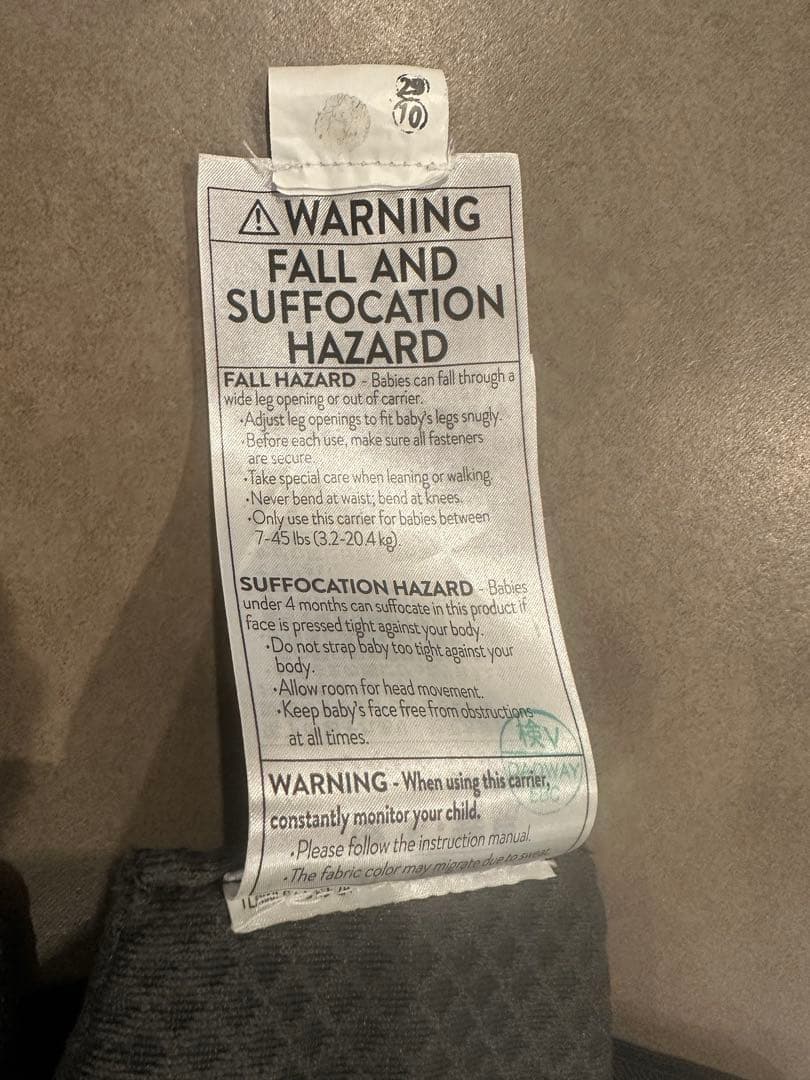 29
10
⚠ WARNING
FALL AND
SUFFOCATION
HAZARD
FALL HAZARD - Babies can fall through a
wide leg opening or out of carrier.
•Adjust leg openings to fit baby's legs snugly.
•Before each use, make sure all fasteners
are secure.
•Take special care when leaning or walking.
•Never bend at waist; bend at knees.
•Only use this carrier for babies between
7-45 lbs (3.2-20.4 kg).
SUFFOCATION HAZARD - Babies
under 4 months can suffocate in this product if
face is pressed tight against your body.
•Do not strap baby too tight against your
body.
•Allow room for head movement.
•Keep baby's face free from obstructions
at all times.
検V
WARNING - When using this carrier,
constantly monitor your child.
•Please follow the instruction manual.
•The fabric color may migrate due to sweat,